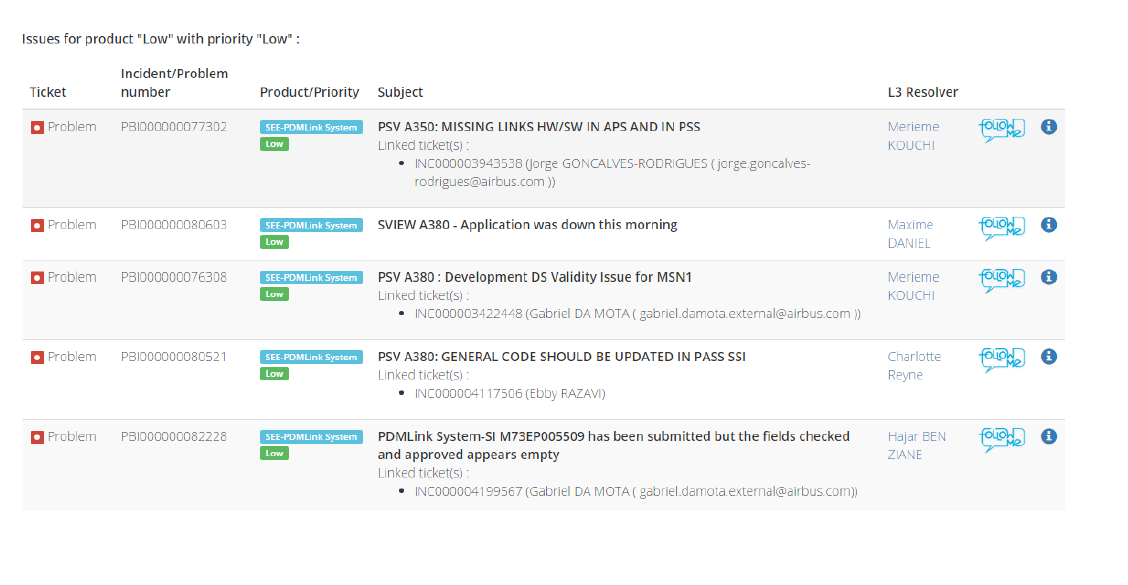 Issues for product "Low" with priority "Low" :
Ticket
Incident/Problem
number
Product/Priority
Subject
L3 Resolver
Problem
PBI000000077302
SEE-PDMLink System
Low
PSV A350: MISSING LINKS HW/SW IN APS AND IN PSS
Linked ticket(s) :
INC000003943538 (Jorge GONCALVES-RODRIGUES ( jorge.goncalves-
rodrigues@airbus.com ))
Merieme
KOUCHI
FOLLOW
Me
Problem
PBI000000080603
SEE-PDMLink System
Low
SVIEW A380 - Application was down this morning
Maxime
DANIEL
FOLLOW
Me
Problem
PBI000000076308
SEE-PDMLink System
Low
PSV A380 : Development DS Validity Issue for MSN1
Linked ticket(s) :
INC000003422448 (Gabriel DA MOTA ( gabriel.damota.external@airbus.com ))
Merieme
KOUCHI
FOLLOW
Me
Problem
PBI000000080521
SEE-PDMLink System
Low
PSV A380: GENERAL CODE SHOULD BE UPDATED IN PASS SSI
Linked ticket(s) :
INC000004117506 (Ebby RAZAVI)
Charlotte
Reyne
FOLLOW
Me
Problem
PBI000000082228
SEE-PDMLink System
Low
PDMLink System-SI M73EP005509 has been submitted but the fields checked
and approved appears empty
Linked ticket(s) :
INC000004199567 (Gabriel DA MOTA ( gabriel.damota.external@airbus.com))
Hajar BEN
ZIANE
FOLLOW
Me